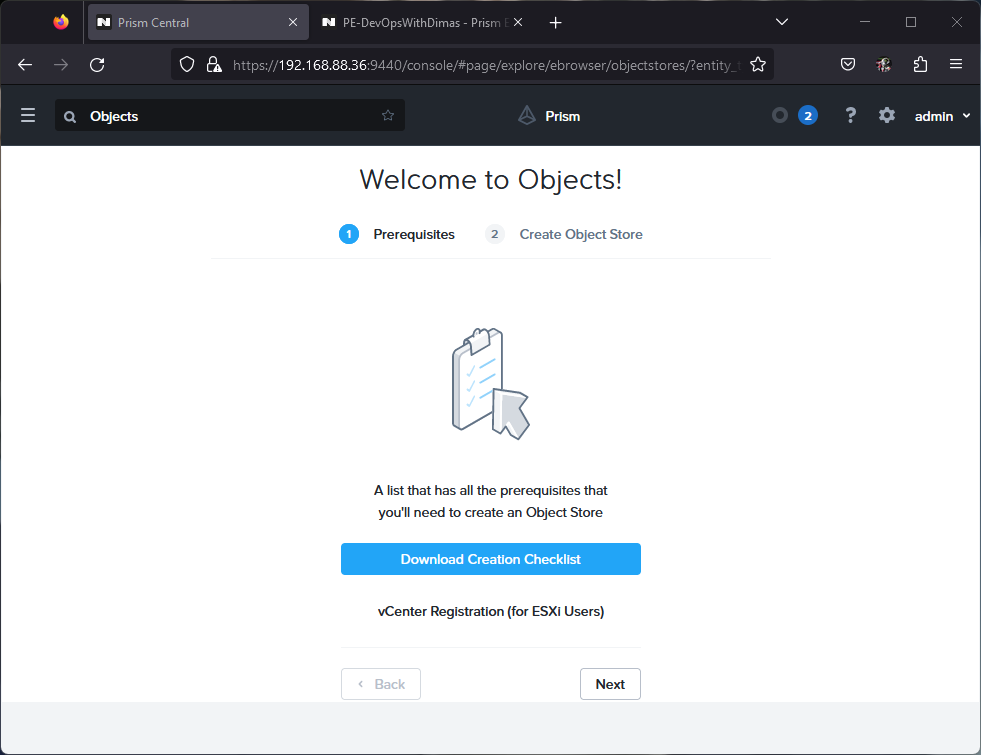 Prism Central
PE-DevOpsWithDimas - Prism E
https://192.168.88.36:9440/console/#page/explore/ebrowser/objectstores/?entity_
Objects
Prism
2
?
admin
Welcome to Objects!
1 Prerequisites 2 Create Object Store
A list that has all the prerequisites that
you'll need to create an Object Store
Download Creation Checklist
vCenter Registration (for ESXi Users)
Back
Next